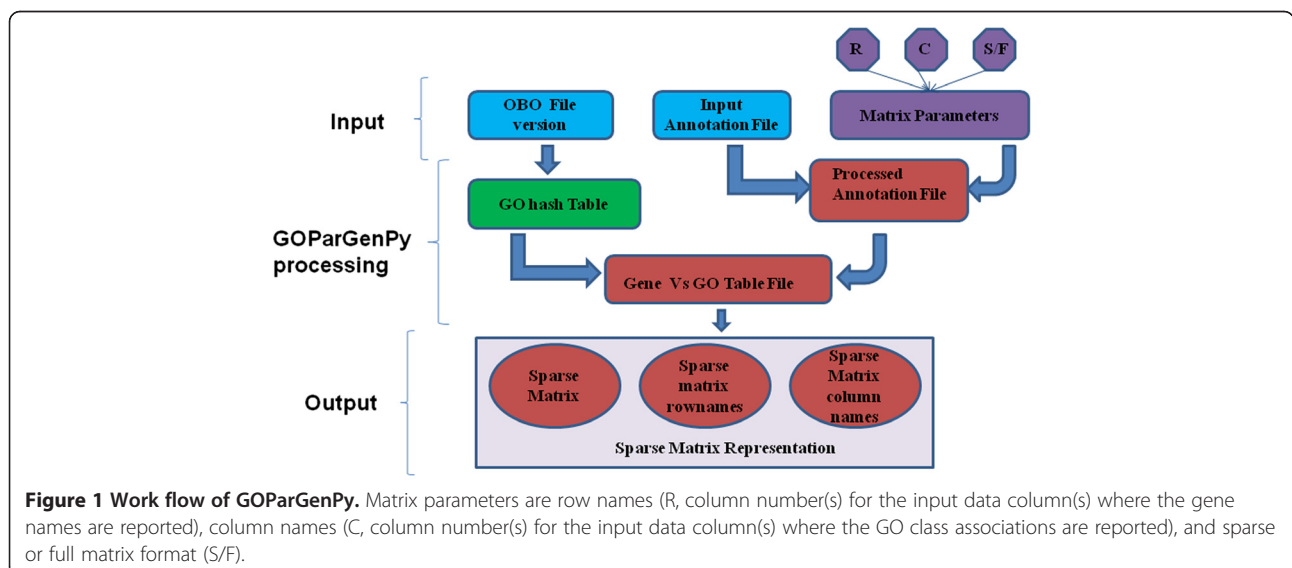 R
C
S/F
Input
OBO File
version
Input
Annotation File
Matrix Parameters
GOParGenPy
processing
GO hash Table
Processed
Annotation File
Gene Vs GO Table File
Output
Sparse
Matrix
Sparse
matrix
rownames
Sparse
Matrix
column
names
Sparse Matrix Representation
Figure 1 Work flow of GOParGenPy. Matrix parameters are row names (R, column number(s) for the input data column(s) where the gene
names are reported), column names (C, column number(s) for the input data column(s) where the GO class associations are reported), and sparse
or full matrix format (S/F).